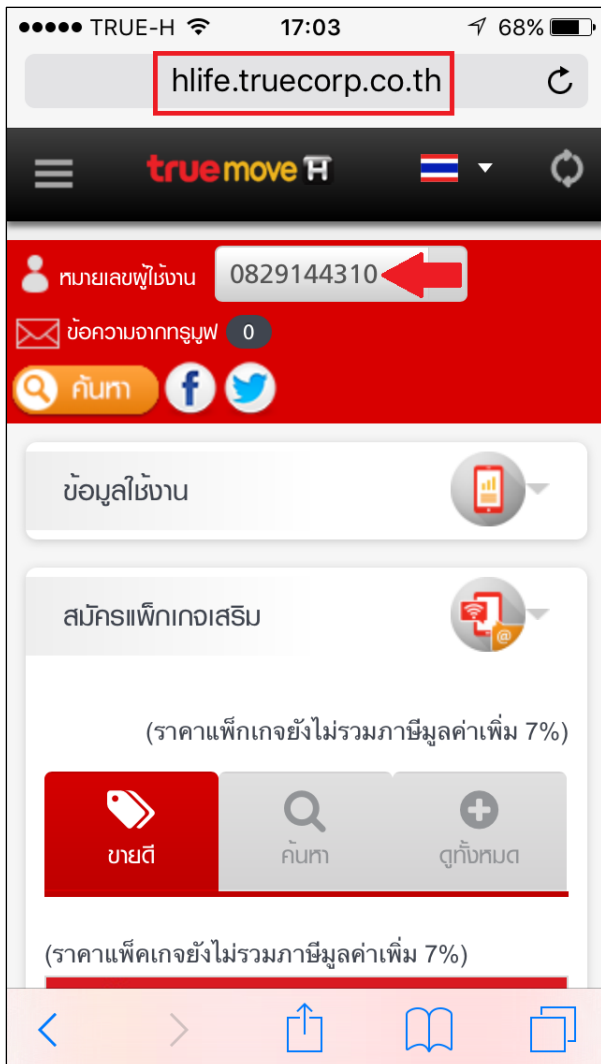 TRUE-H 17:03 68%
hlife.truecorp.co.th
truemove H
หมายเลขผู้ใช้งาน 0829144310
ข้อความจากทรูมูฟ 0
ค้นหา f
ข้อมูลใช้งาน
สมัครแพ็กเกจเสริม
@
(ราคาแพ็กเกจยังไม่รวมภาษีมูลค่าเพิ่ม 7%)
ขายดี ค้นหา ดูทั้งหมด
(ราคาแพ็คเกจยังไม่รวมภาษีมูลค่าเพิ่ม 7%)